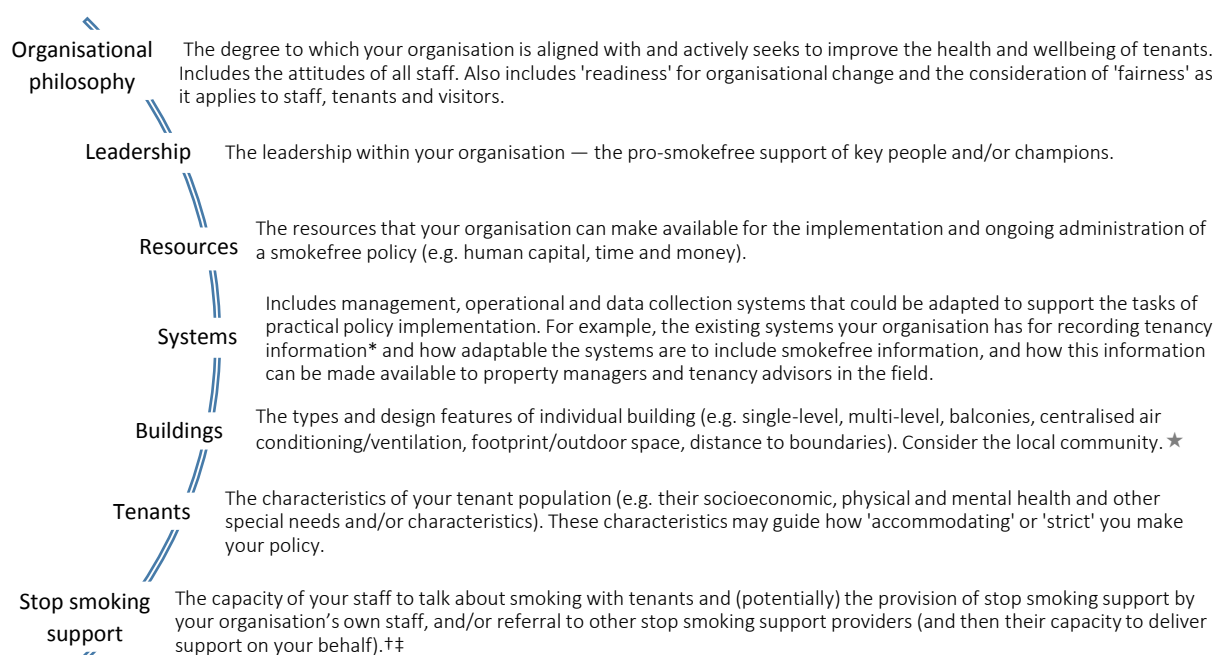 Organisational
philosophy
The degree to which your organisation is aligned with and actively seeks to improve the health and wellbeing of tenants.
Includes the attitudes of all staff. Also includes 'readiness' for organisational change and the consideration of 'fairness' as
it applies to staff, tenants and visitors.
Leadership
The leadership within your organisation — the pro-smokefree support of key people and/or champions.
Resources
The resources that your organisation can make available for the implementation and ongoing administration of
a smokefree policy (e.g. human capital, time and money).
Systems
Includes management, operational and data collection systems that could be adapted to support the tasks of
practical policy implementation. For example, the existing systems your organisation has for recording tenancy
information* and how adaptable the systems are to include smokefree information, and how this information
can be made available to property managers and tenancy advisors in the field.
Buildings
The types and design features of individual building (e.g. single-level, multi-level, balconies, centralised air
conditioning/ventilation, footprint/outdoor space, distance to boundaries). Consider the local community.★
Tenants
The characteristics of your tenant population (e.g. their socioeconomic, physical and mental health and other
special needs and/or characteristics). These characteristics may guide how 'accommodating' or 'strict' you make
your policy.
Stop smoking
support
The capacity of your staff to talk about smoking with tenants and (potentially) the provision of stop smoking support by
your organisation’s own staff, and/or referral to other stop smoking support providers (and then their capacity to deliver
support on your behalf).†‡